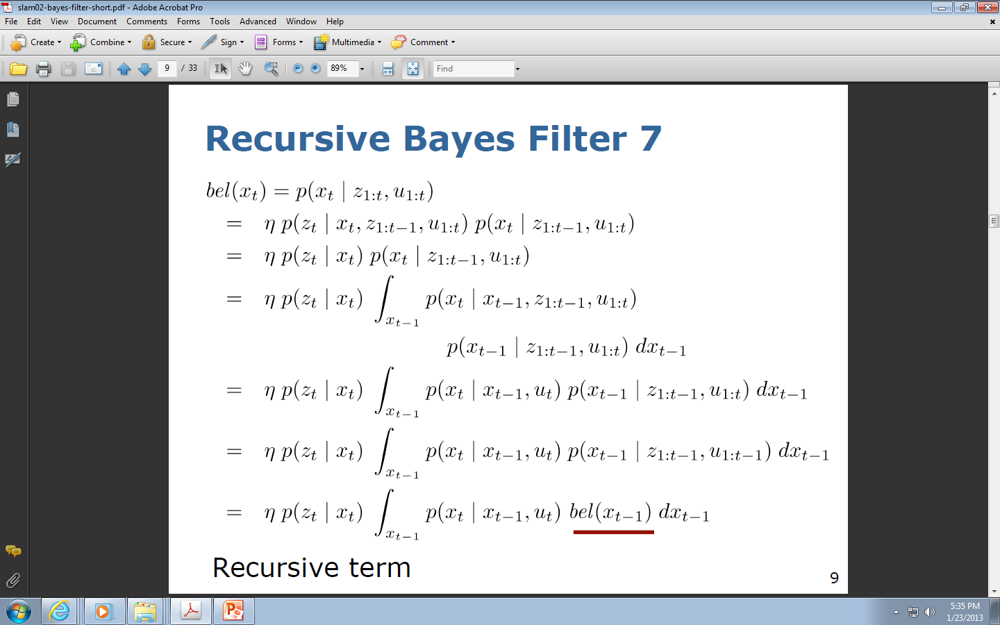 slam02-bayes-filter-short.pdf - Adobe Acrobat Pro
File Edit View Document Comments Forms Tools Advanced Window Help
Create Combine Secure Sign Forms Multimedia Comment
9 / 33 89% Find
Recursive Bayes Filter 7
bel(x_t) = p(x_t | z_{1:t}, u_{1:t})
= η p(z_t | x_t, z_{1:t−1}, u_{1:t}) p(x_t | z_{1:t−1}, u_{1:t})
= η p(z_t | x_t) p(x_t | z_{1:t−1}, u_{1:t})
= η p(z_t | x_t) ∫_{x_{t−1}} p(x_t | x_{t−1}, z_{1:t−1}, u_{1:t})
p(x_{t−1} | z_{1:t−1}, u_{1:t}) dx_{t−1}
= η p(z_t | x_t) ∫_{x_{t−1}} p(x_t | x_{t−1}, u_t) p(x_{t−1} | z_{1:t−1}, u_{1:t}) dx_{t−1}
= η p(z_t | x_t) ∫_{x_{t−1}} p(x_t | x_{t−1}, u_t) p(x_{t−1} | z_{1:t−1}, u_{1:t−1}) dx_{t−1}
= η p(z_t | x_t) ∫_{x_{t−1}} p(x_t | x_{t−1}, u_t) bel(x_{t−1}) dx_{t−1}
Recursive term
9
5:35 PM
1/23/2013